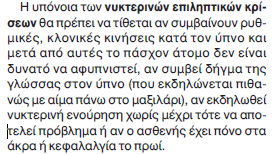 Η υπόνοια των νυκτερινών επιληπτικών κρί-
σεων θα πρέπει να τίθεται αν συμβαίνουν ρυθ-
μικές, κλονικές κινήσεις κατά τον ύπνο και
μετά από αυτές το πάσχον άτομο δεν είναι
δυνατό να αφυπνιστεί, αν συμβεί δήγμα της
γλώσσας στον ύπνο (που εκδηλώνεται πιθα-
νώς με αίμα πάνω στο μαξιλάρι), αν εκδηλωθεί
νυκτερινή ενούρηση χωρίς μέχρι τότε να απο-
τελεί πρόβλημα ή αν ο ασθενής έχει πόνο στα
άκρα ή κεφαλαλγία το πρωί.